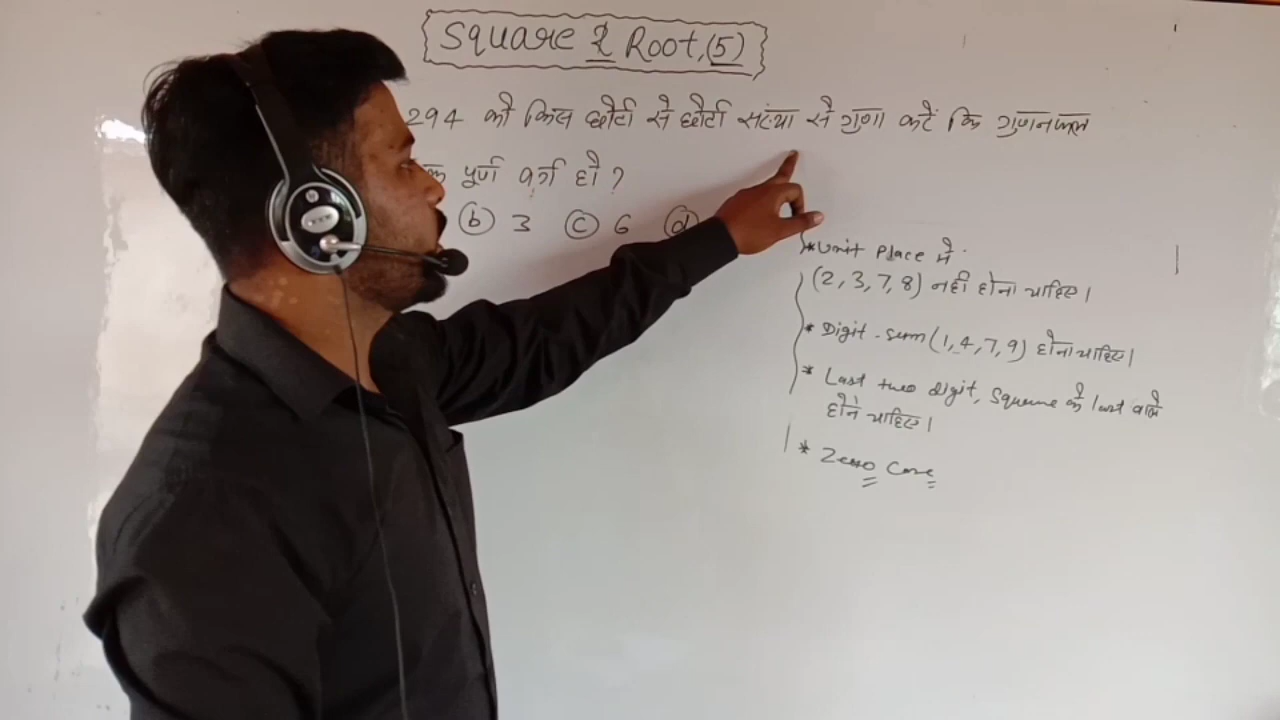 Square & Root, (5)
294 को किस छोटी से छोटी संख्या से गुणा करें कि गुणनफल
पूर्ण वर्ग हो ?
(b) 3 (c) 6 (d)
* Unit Place में
(2, 3, 7, 8) नहीं होना चाहिए।
* Digit-sum (1, 4, 7, 9) होना चाहिए।
* Last two digit, Square के last वाले
होने चाहिए।
* Zero Case